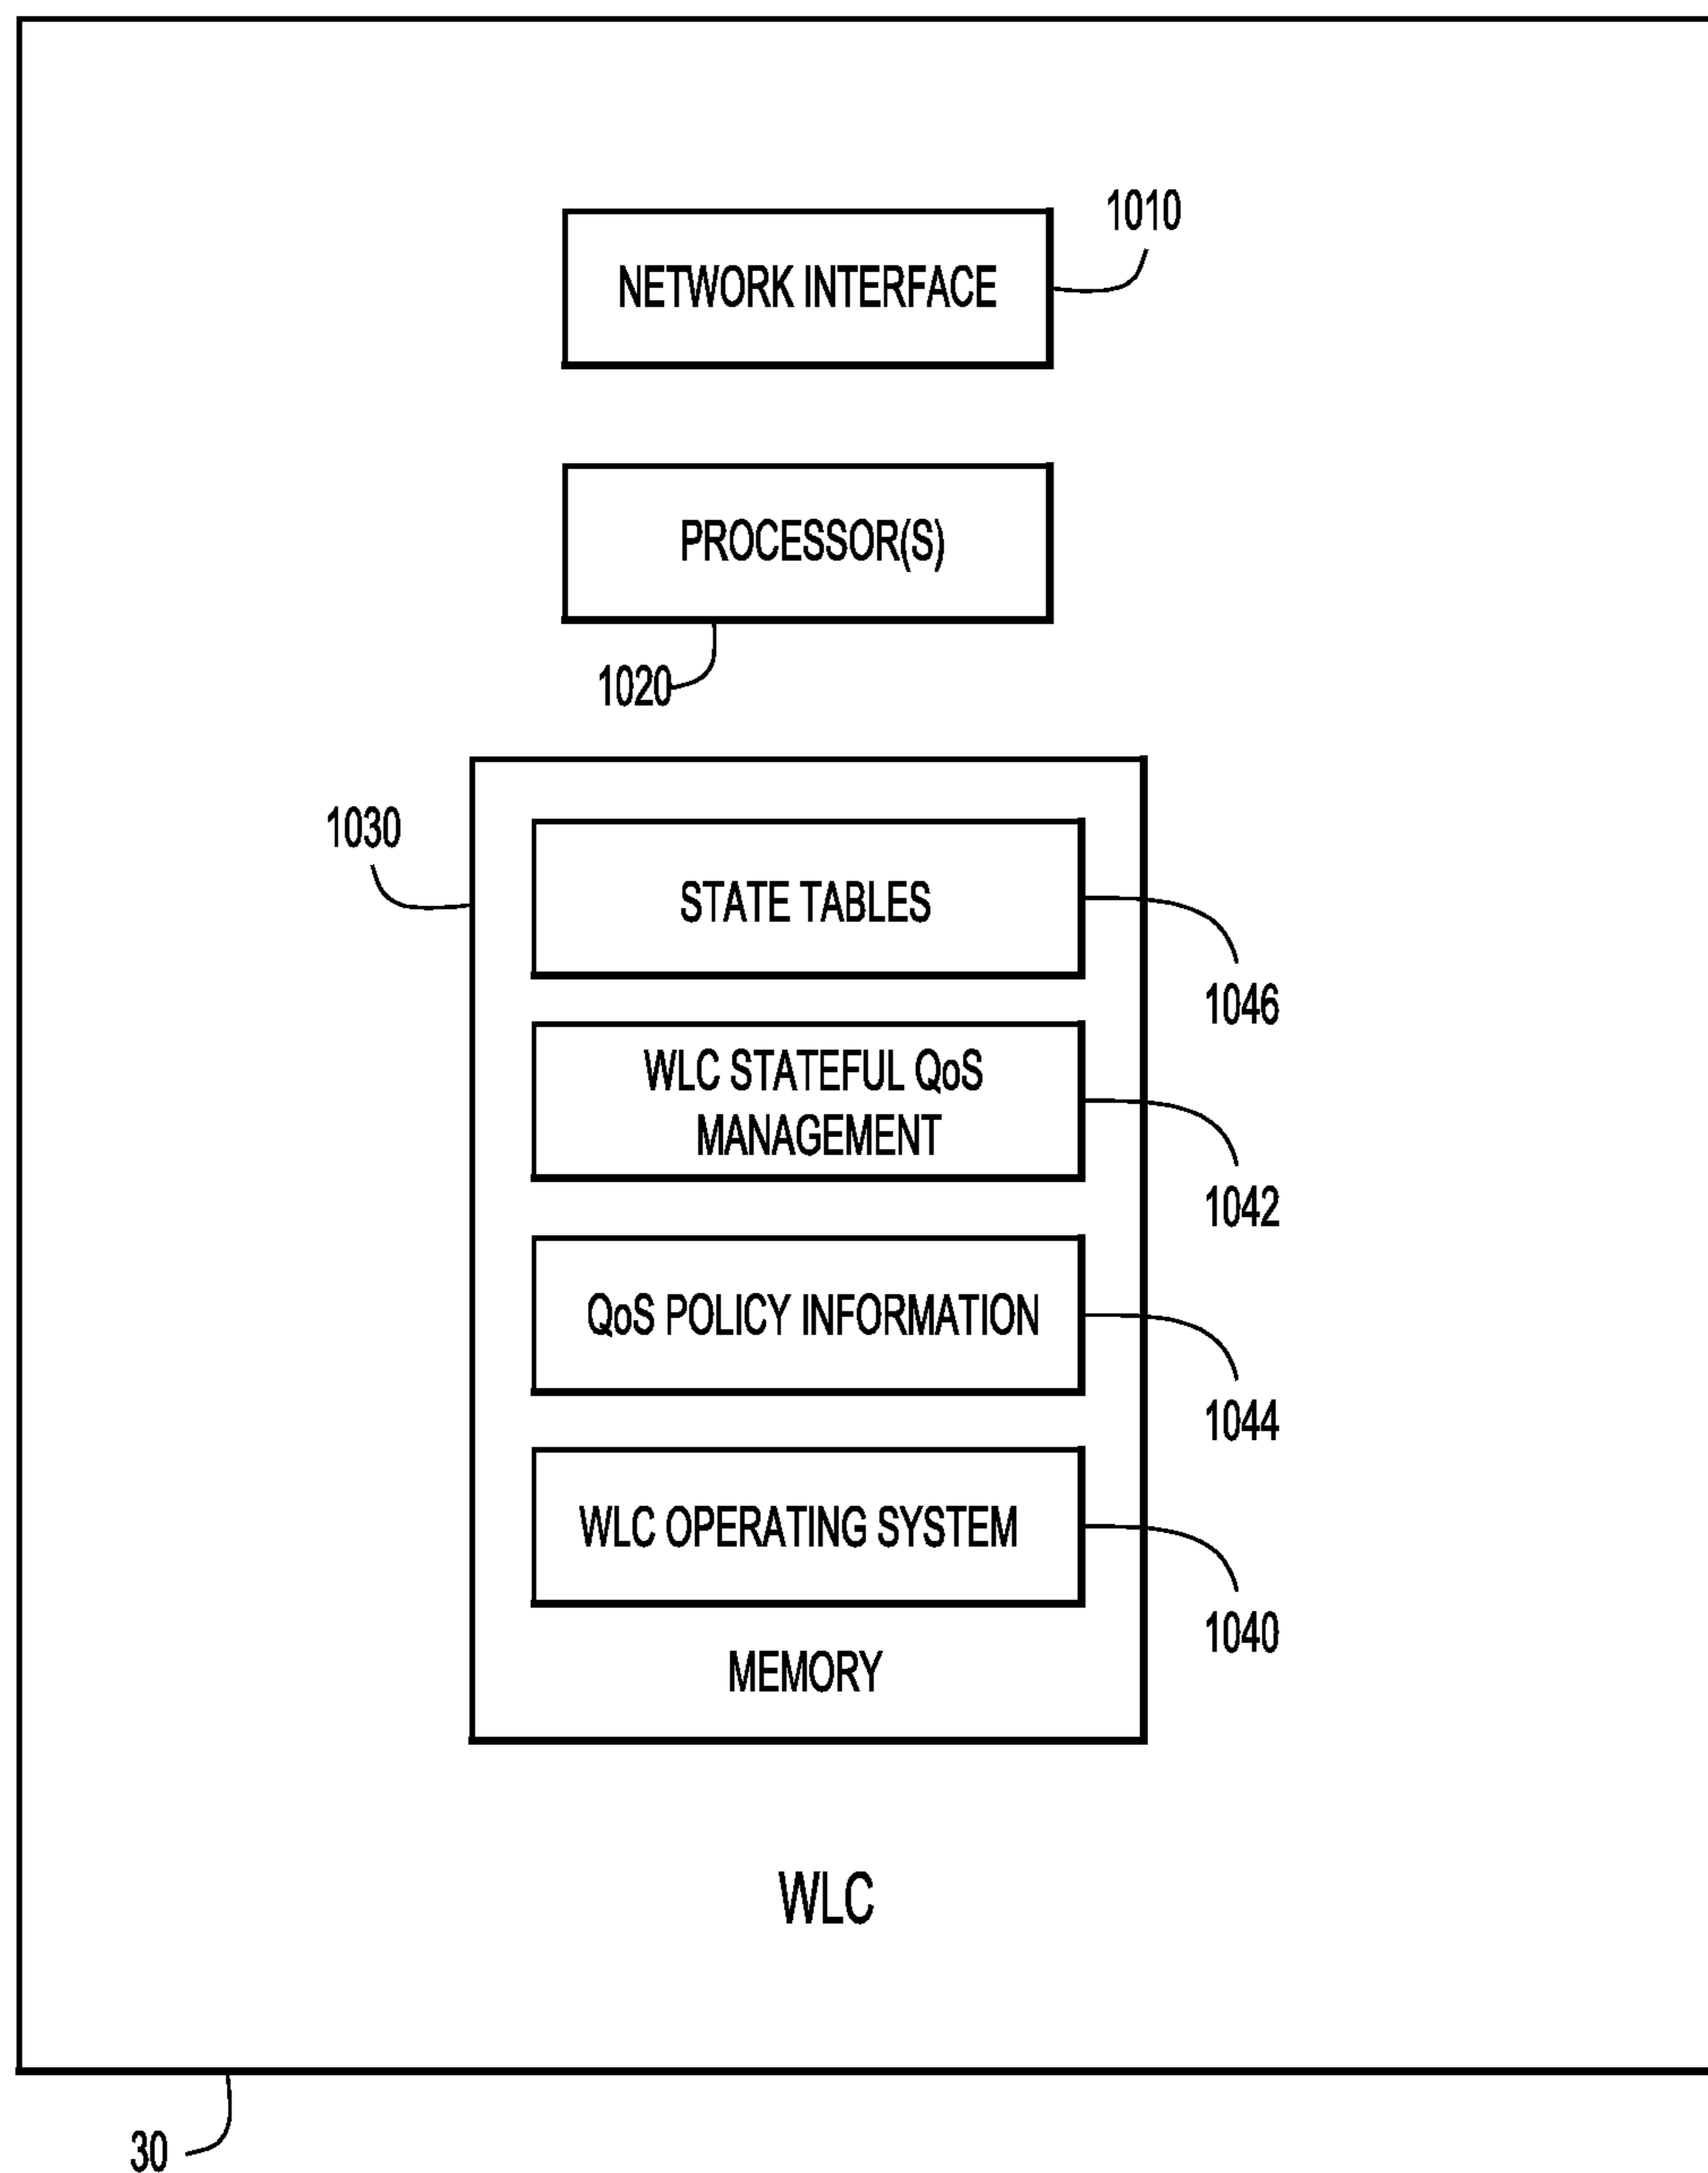 1010
NETWORK INTERFACE
PROCESSOR(S)
1020
1030
STATE TABLES
1046
WLC STATEFUL QoS
MANAGEMENT
1042
QoS POLICY INFORMATION
1044
WLC OPERATING SYSTEM
1040
MEMORY
WLC
30